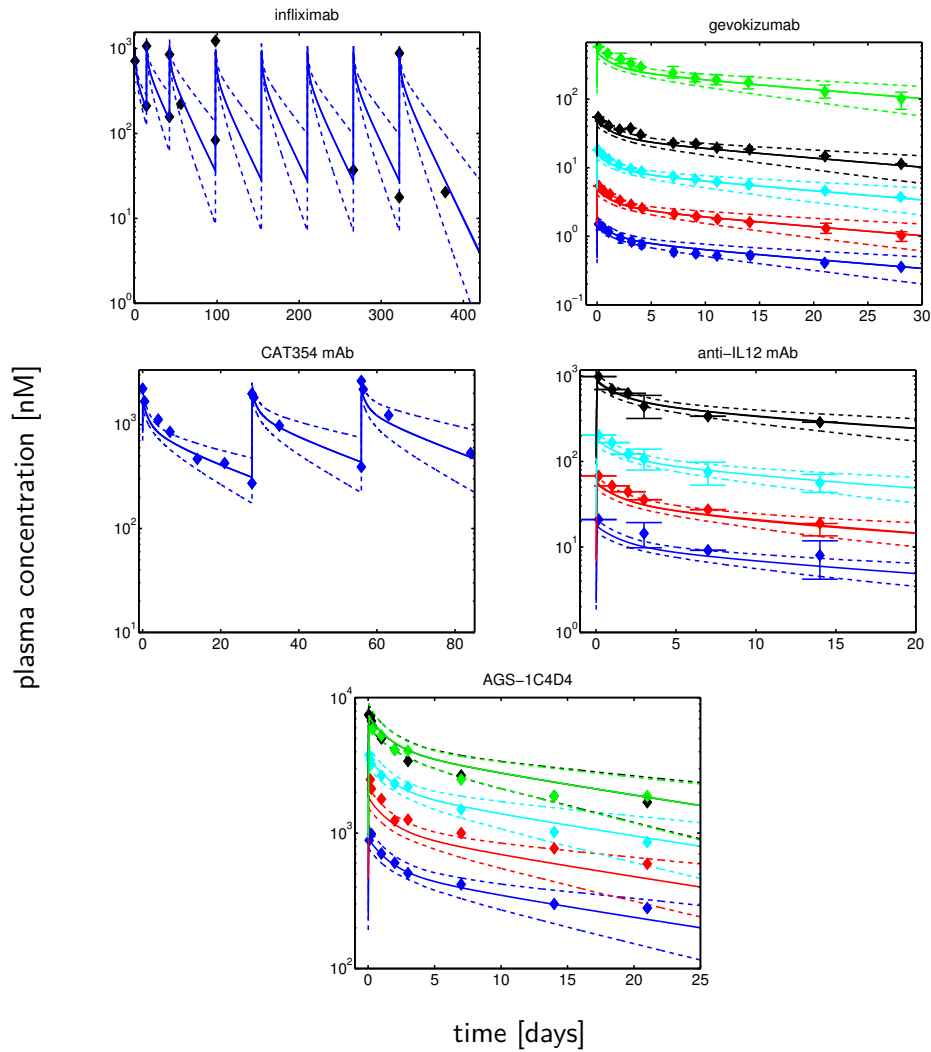 infliximab
10^3
10^2
10^1
10^0
0 100 200 300 400
gevokizumab
10^2
10^1
10^0
10^−1
0 5 10 15 20 25 30
plasma concentration [nM]
CAT354 mAb
10^3
10^2
10^1
0 20 40 60 80
anti−IL12 mAb
10^3
10^2
10^1
10^0
0 5 10 15 20
AGS−1C4D4
10^4
10^3
10^2
0 5 10 15 20 25
time [days]